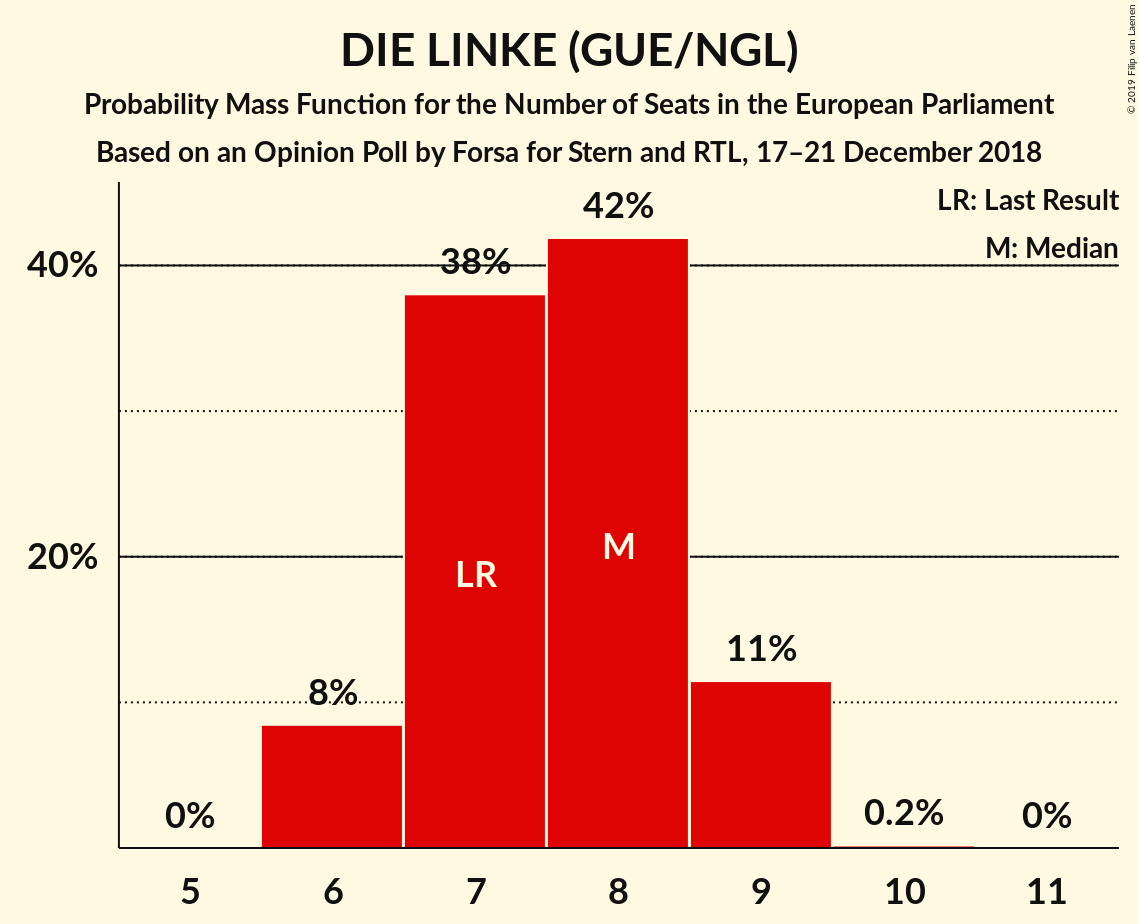 DIE LINKE (GUE/NGL)
Probability Mass Function for the Number of Seats in the European Parliament
Based on an Opinion Poll by Forsa for Stern and RTL, 17–21 December 2018
© 2019 Filip van Laenen
LR: Last Result
M: Median
42%
40%
38%
20%
M
LR
11%
8%
0%
0.2%
0%
5 6 7 8 9 10 11